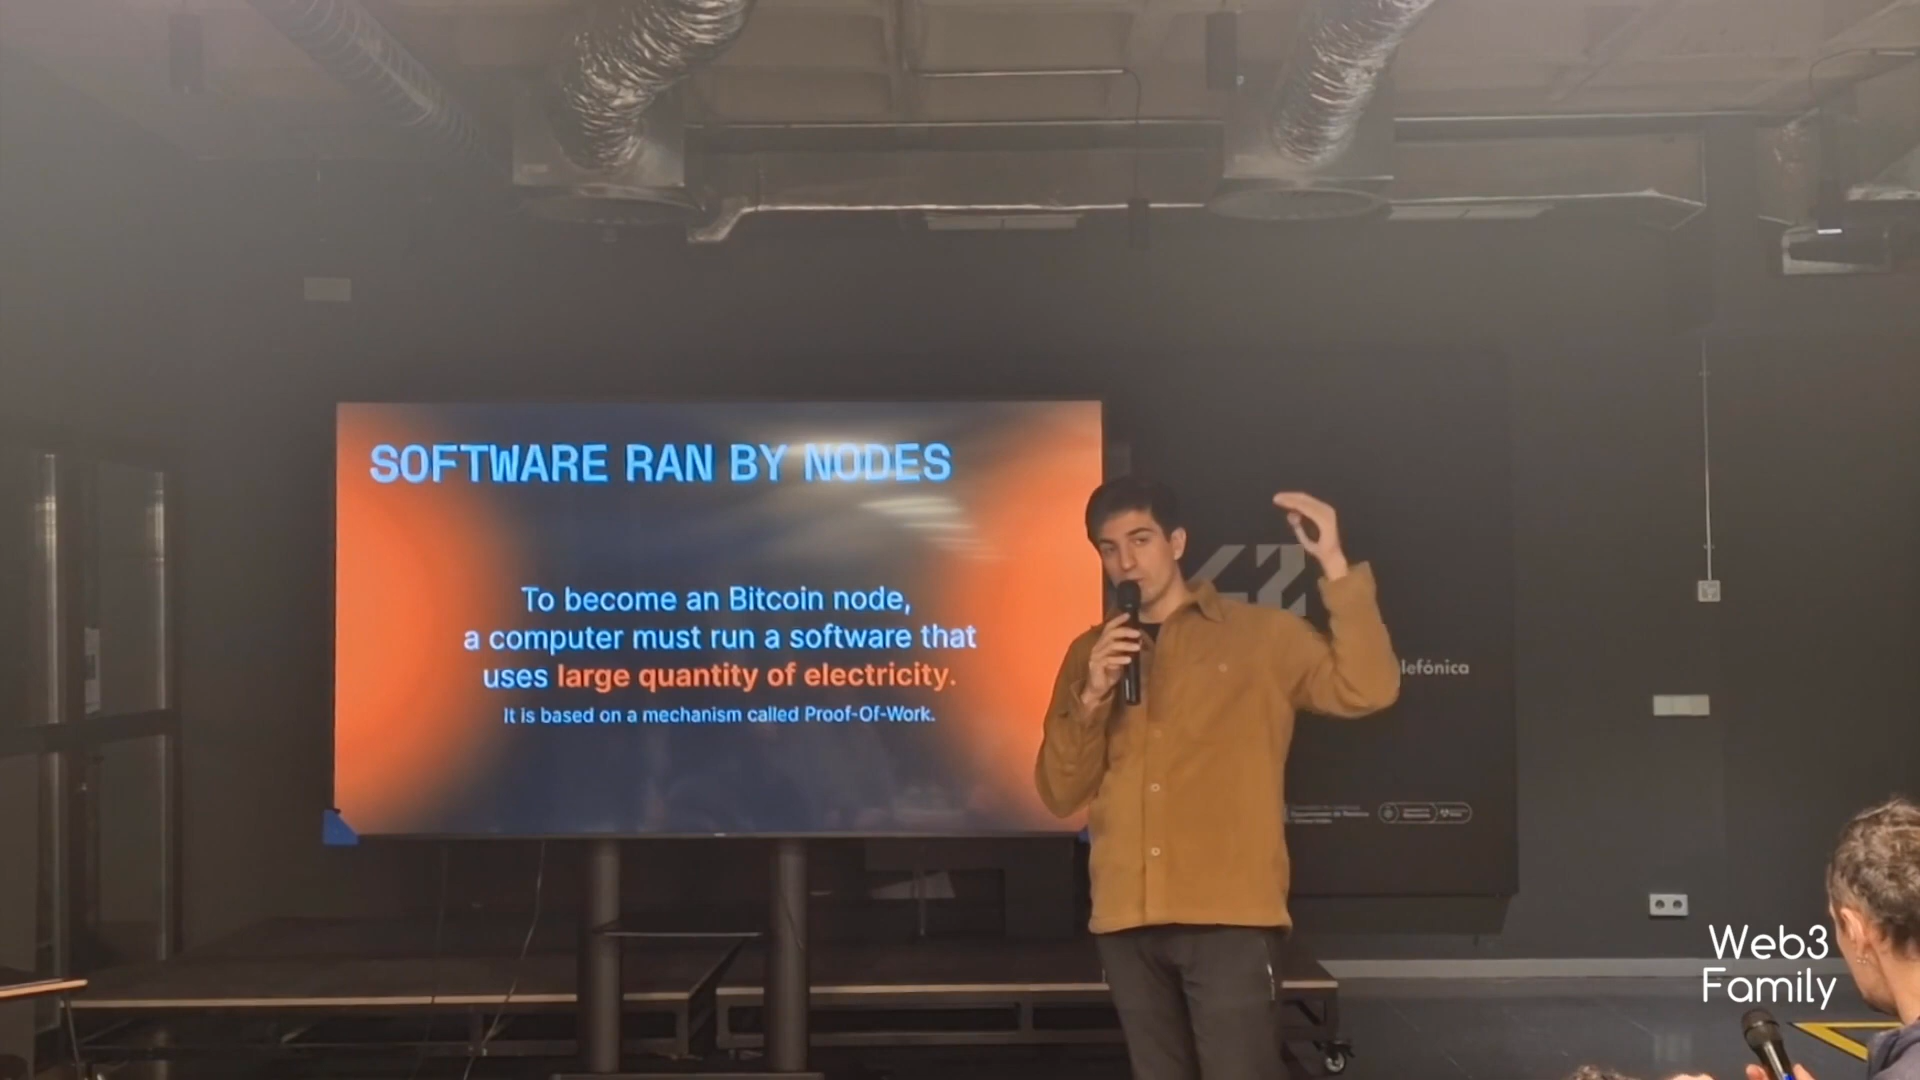 SOFTWARE RAN BY NODES
To become an Bitcoin node,
a computer must run a software that
uses large quantity of electricity.
It is based on a mechanism called Proof-Of-Work.
lefónica
Web3
Family